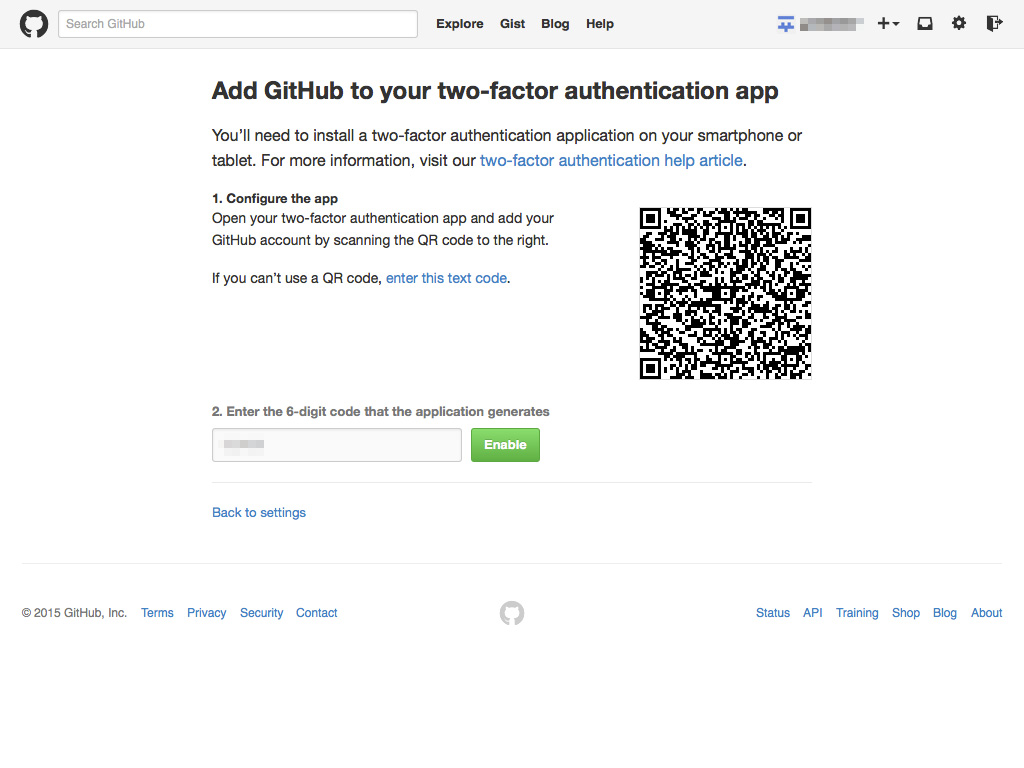 Search GitHub
Explore Gist Blog Help
Add GitHub to your two-factor authentication app
You’ll need to install a two-factor authentication application on your smartphone or
tablet. For more information, visit our two-factor authentication help article.
1. Configure the app
Open your two-factor authentication app and add your
GitHub account by scanning the QR code to the right.
If you can’t use a QR code, enter this text code.
2. Enter the 6-digit code that the application generates
Enable
Back to settings
© 2015 GitHub, Inc. Terms Privacy Security Contact
Status API Training Shop Blog About